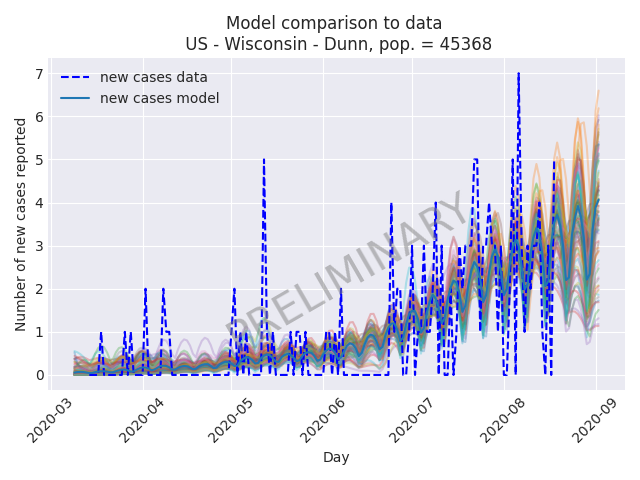 Model comparison to data
US - Wisconsin - Dunn, pop. = 45368
new cases data
new cases model
Number of new cases reported
7
6
5
4
3
2
1
0
PRELIMINARY
2020-03
2020-04
2020-05
2020-06
2020-07
2020-08
2020-09
Day